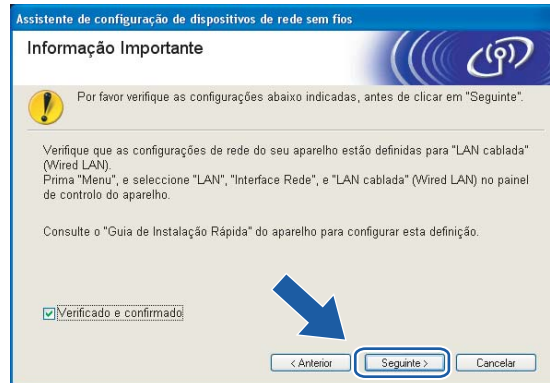 Assistente de configuração de dispositivos de rede sem fios
Informação Importante
Por favor verifique as configurações abaixo indicadas, antes de clicar em "Seguinte".
Verifique que as configurações de rede do seu aparelho estão definidas para "LAN cablada"
(Wired LAN).
Prima "Menu", e seleccione "LAN", "Interface Rede", e "LAN cablada" (Wired LAN) no painel
de controlo do aparelho.
Consulte o "Guia de Instalação Rápida" do aparelho para configurar esta definição.
Verificado e confirmado
< Anterior
Seguinte >
Cancelar